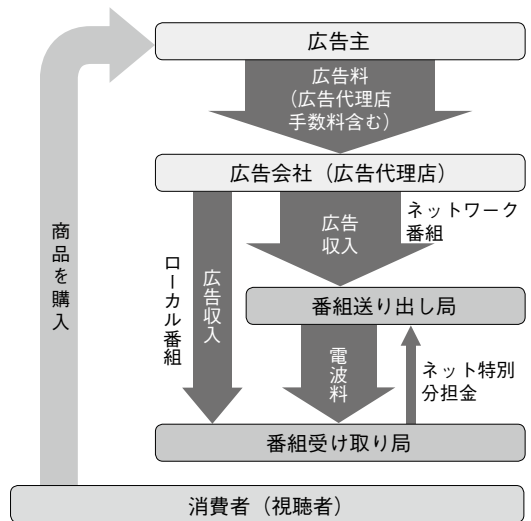 広告主
広告料
（広告代理店
手数料含む）
広告会社（広告代理店）
広告
収入
ネットワーク
番組
商品を購入
ローカル番組
広告収入
番組送り出し局
電波料
ネット特別
分担金
番組受け取り局
消費者（視聴者）